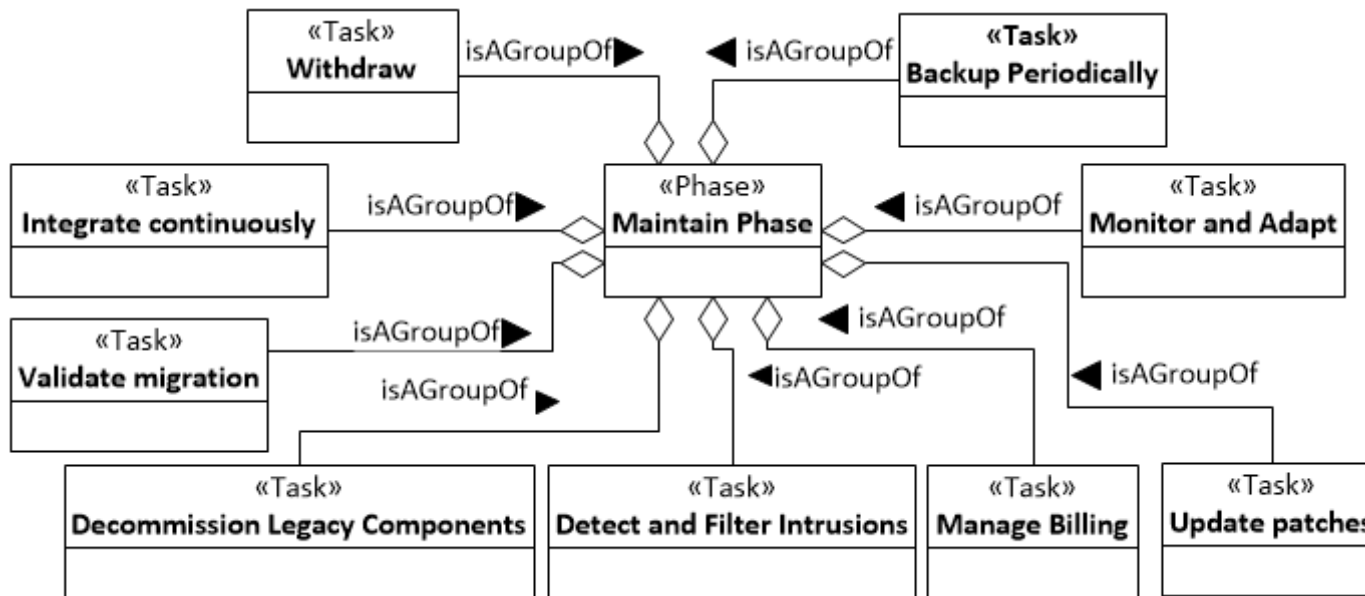 «Task»
Withdraw
isAGroupOf
isAGroupOf
«Task»
Backup Periodically
«Task»
Integrate continuously
isAGroupOf
«Phase»
Maintain Phase
isAGroupOf
«Task»
Monitor and Adapt
«Task»
Validate migration
isAGroupOf
isAGroupOf
isAGroupOf
isAGroupOf
isAGroupOf
«Task»
Decommission Legacy Components
«Task»
Detect and Filter Intrusions
«Task»
Manage Billing
«Task»
Update patches